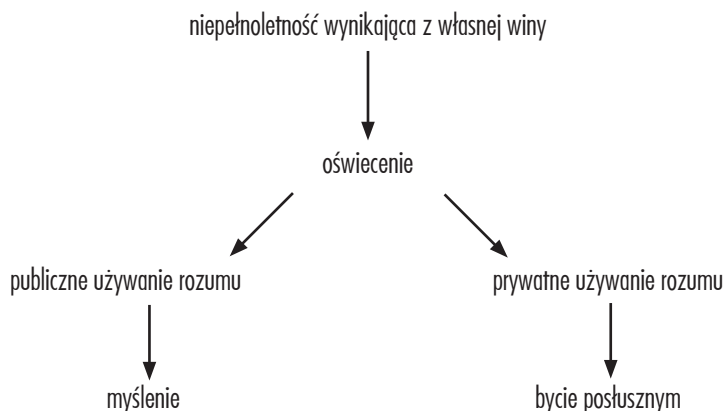 niepełnoletność wynikająca z własnej winy
oświecenie
publiczne używanie rozumu
prywatne używanie rozumu
myślenie
bycie posłusznym